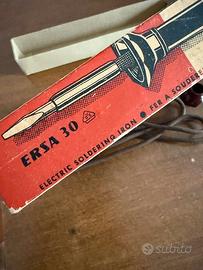 ERSA 30
ELECTRIC SOLDERING IRON ● FER A SOUDER
subito